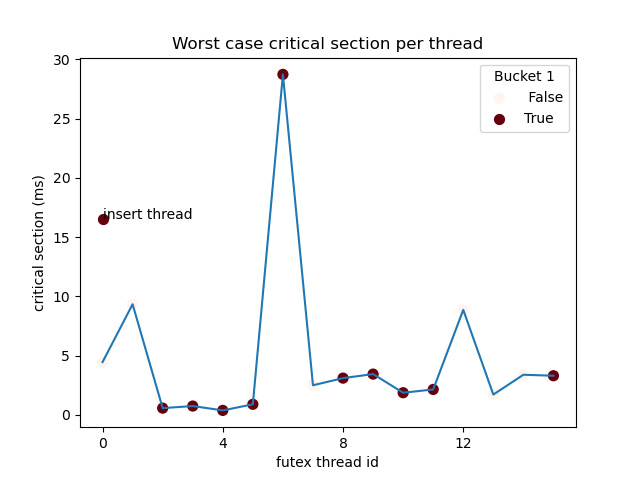 Worst case critical section per thread
30
25
20
15
10
5
0
critical section (ms)
insert thread
Bucket 1
False
True
0 4 8 12
futex thread id